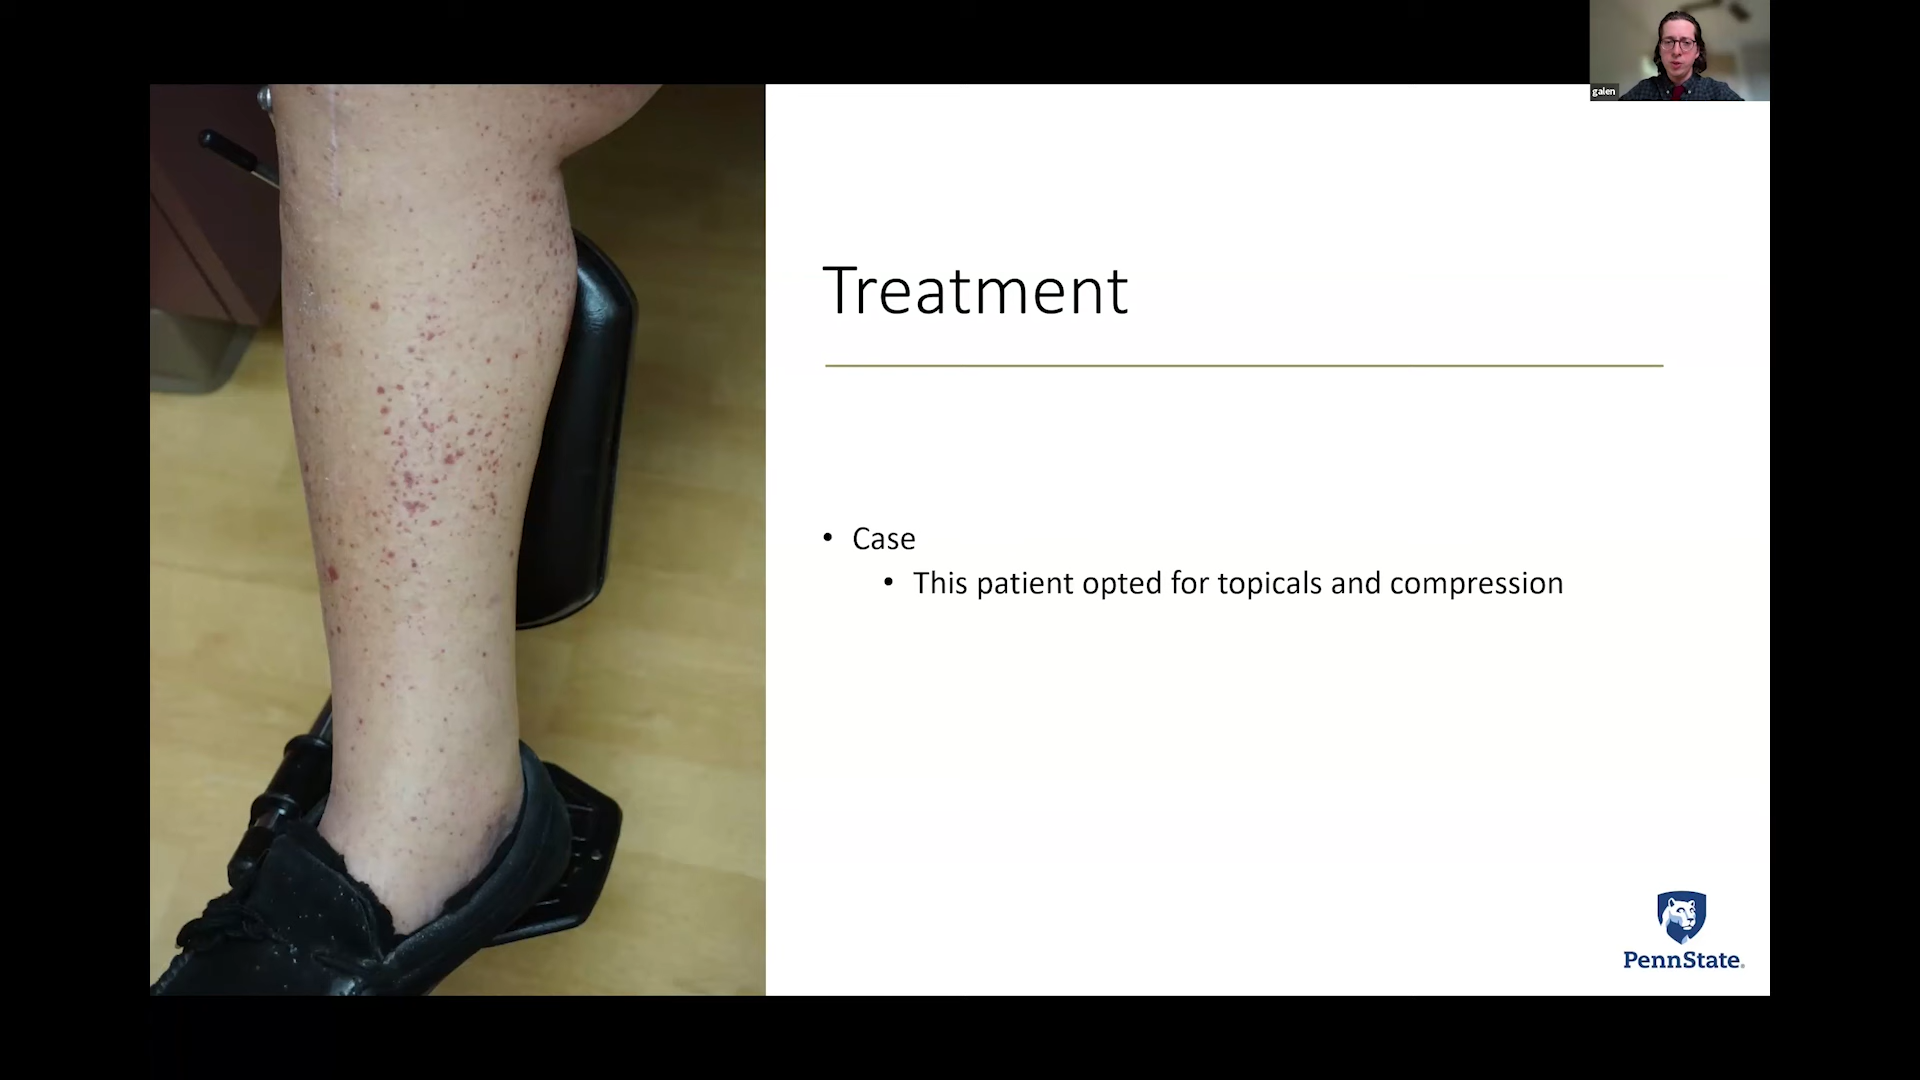 galen
Treatment
• Case
• This patient opted for topicals and compression
PennState®